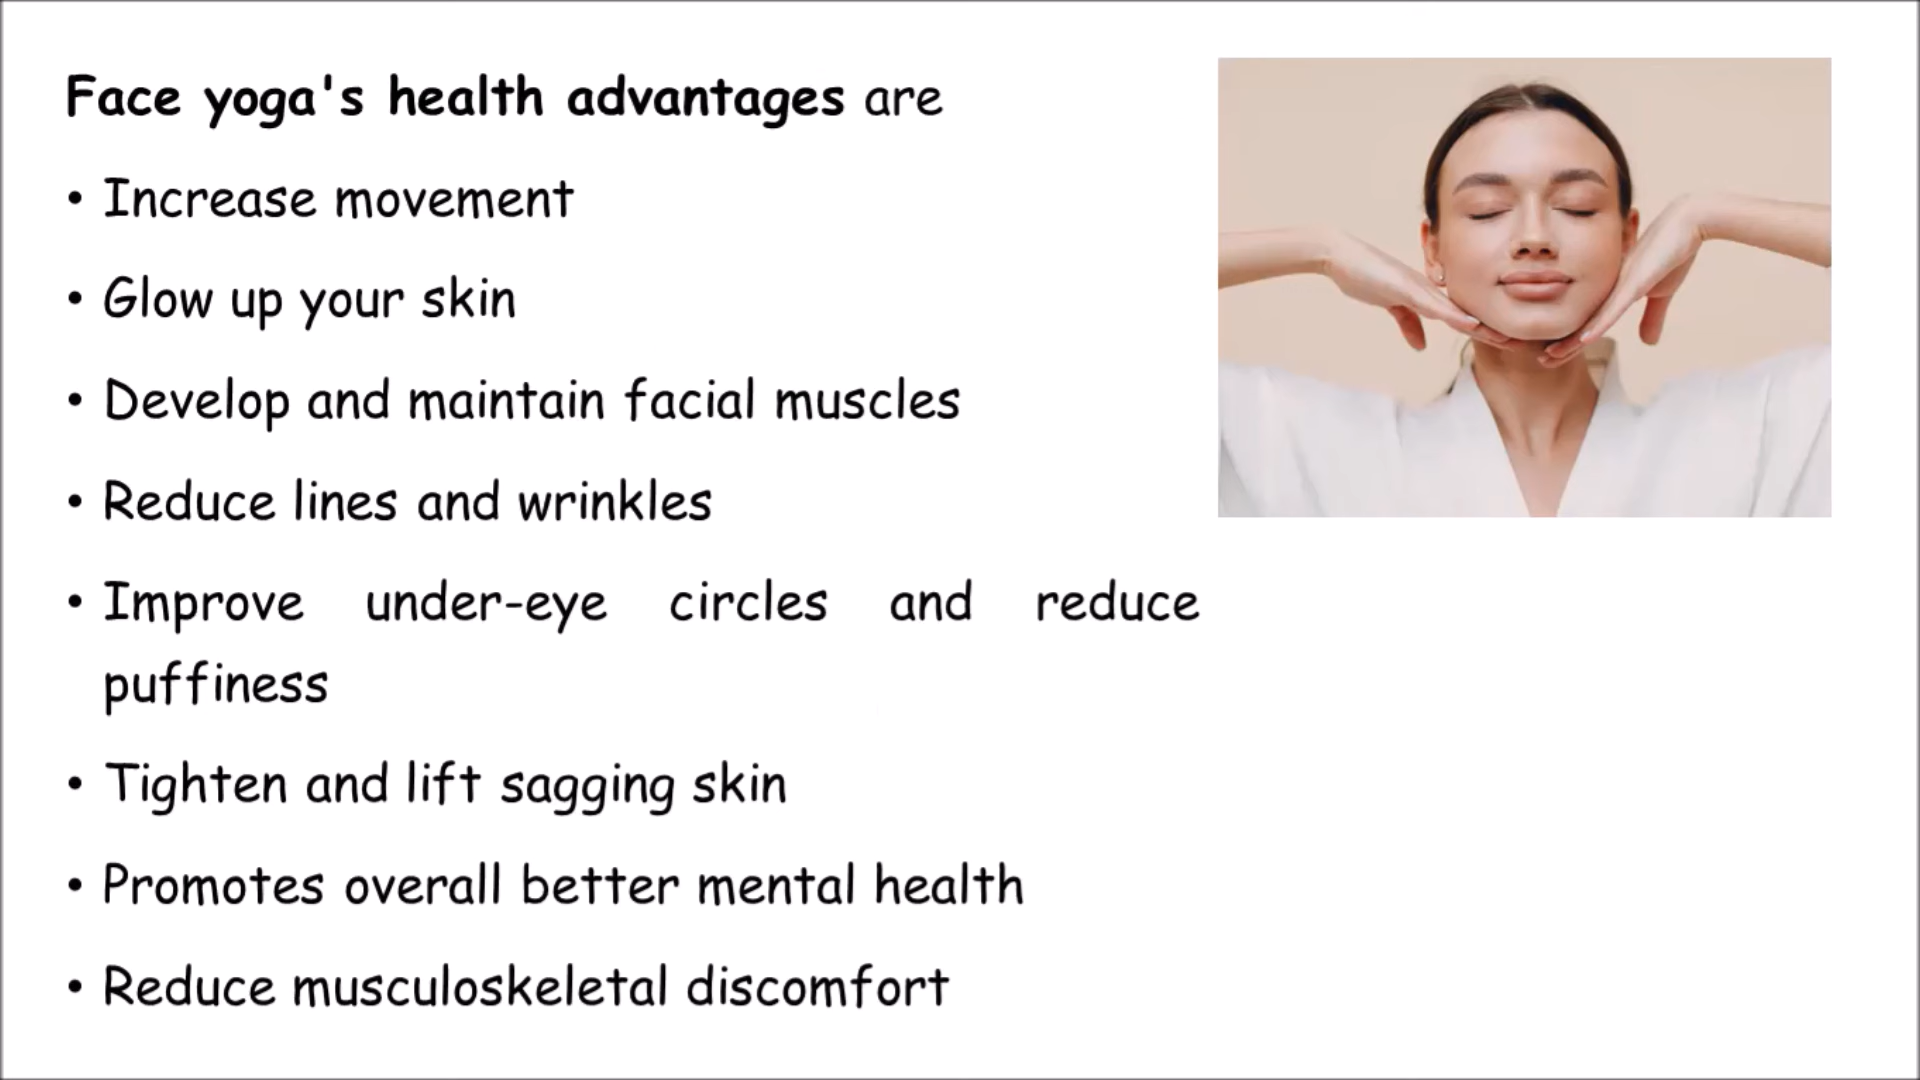 Face yoga's health advantages are
• Increase movement
• Glow up your skin
• Develop and maintain facial muscles
• Reduce lines and wrinkles
• Improve under-eye circles and reduce
puffiness
• Tighten and lift sagging skin
• Promotes overall better mental health
• Reduce musculoskeletal discomfort